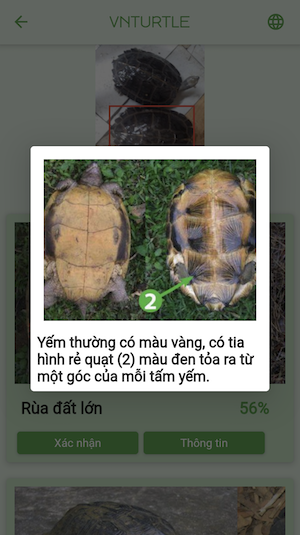 VNTURTLE
2
Yếm thường có màu vàng, có tia
hình rẻ quạt (2) màu đen tỏa ra từ
một góc của mỗi tấm yếm.
Rùa đất lớn 56%
Xác nhận Thông tin